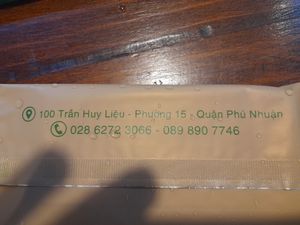 100 Trần Huy Liệu - Phường 15 - Quận Phú Nhuận
028 6272 3066 - 089 890 7746